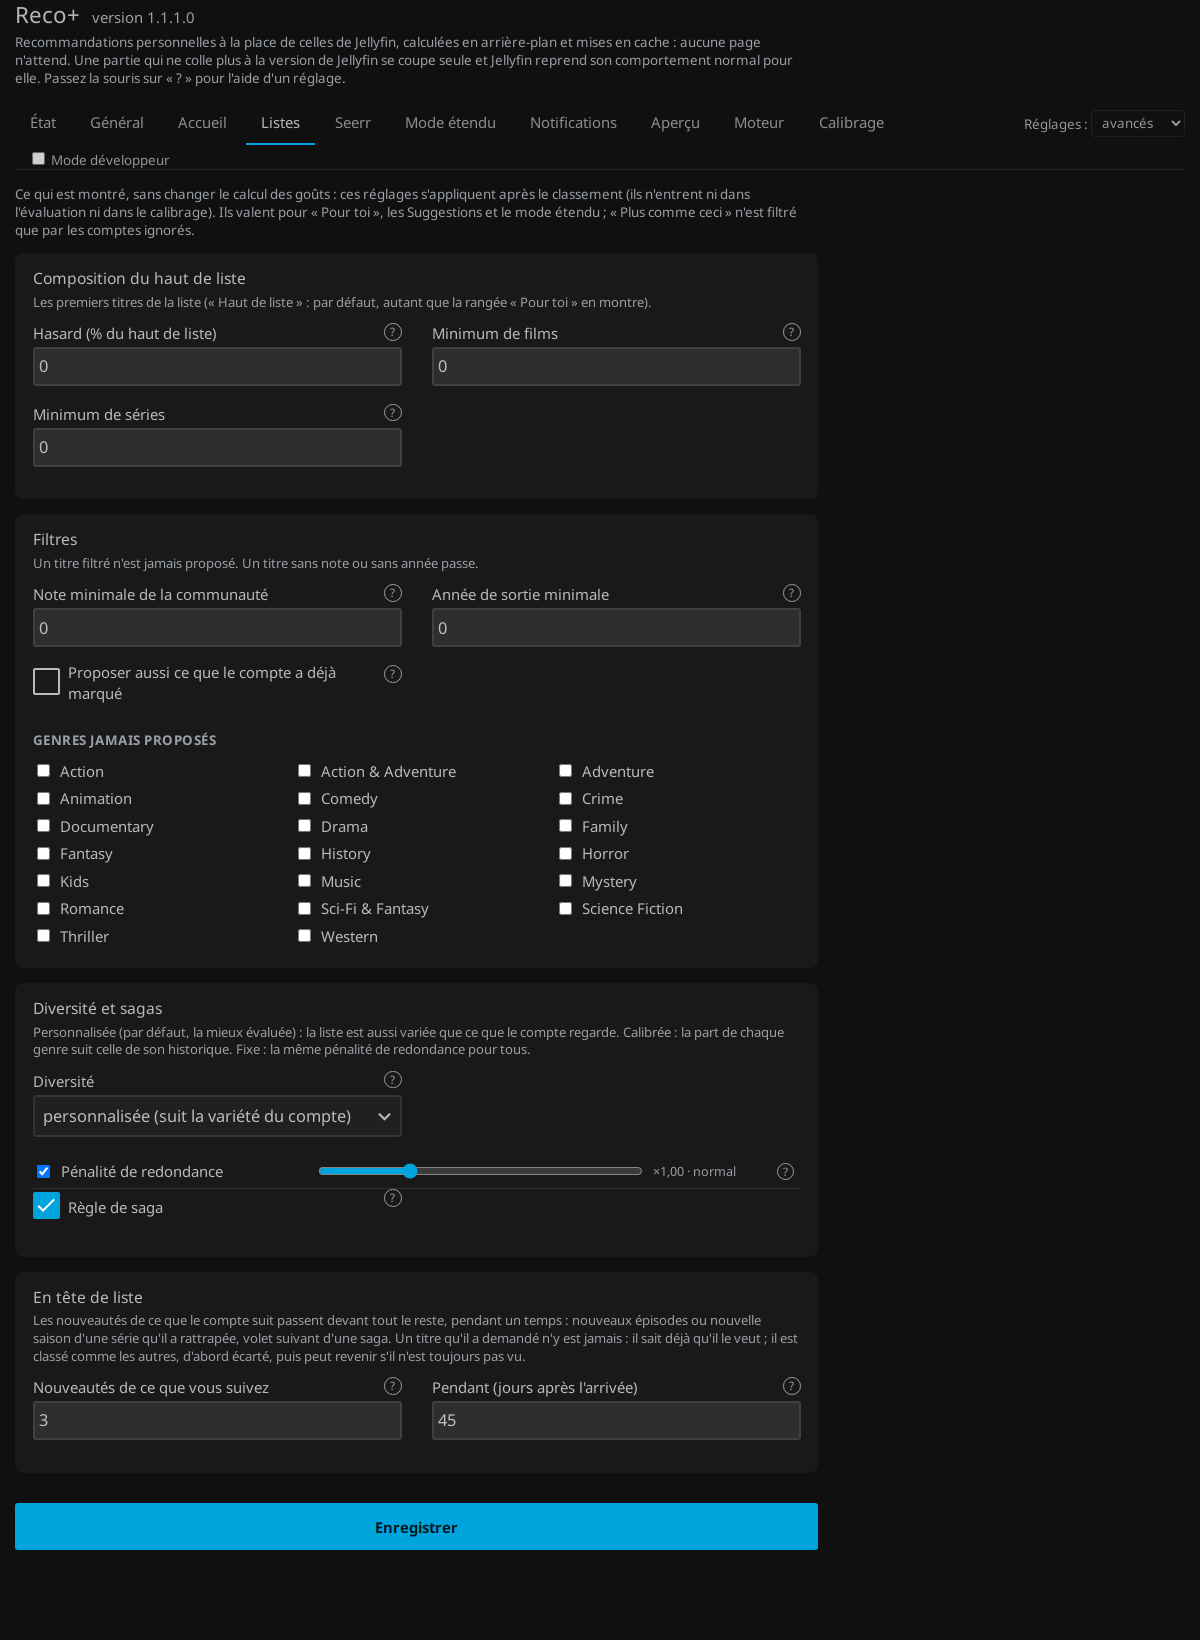 Reco+ version 1.1.1.0
Recommandations personnelles à la place de celles de Jellyfin, calculées en arrière-plan et mises en cache : aucune page
n'attend. Une partie qui ne colle plus à la version de Jellyfin se coupe seule et Jellyfin reprend son comportement normal pour
elle. Passez la souris sur « ? » pour l'aide d'un réglage.
État Général Accueil Listes Seerr Mode étendu Notifications Aperçu Moteur Calibrage Réglages : avancés
Mode développeur
Ce qui est montré, sans changer le calcul des goûts : ces réglages s'appliquent après le classement (ils n'entrent ni dans
l'évaluation ni dans le calibrage). Ils valent pour « Pour toi », les Suggestions et le mode étendu ; « Plus comme ceci » n'est filtré
que par les comptes ignorés.
Composition du haut de liste
Les premiers titres de la liste (« Haut de liste » : par défaut, autant que la rangée « Pour toi » en montre).
Hasard (% du haut de liste) ? Minimum de films ?
0 0
Minimum de séries ?
0
Filtres
Un titre filtré n'est jamais proposé. Un titre sans note ou sans année passe.
Note minimale de la communauté ? Année de sortie minimale ?
0 0
Proposer aussi ce que le compte a déjà ?
marqué
GENRES JAMAIS PROPOSÉS
Action Action & Adventure Adventure
Animation Comedy Crime
Documentary Drama Family
Fantasy History Horror
Kids Music Mystery
Romance Sci-Fi & Fantasy Science Fiction
Thriller Western
Diversité et sagas
Personnalisée (par défaut, la mieux évaluée) : la liste est aussi variée que ce que le compte regarde. Calibrée : la part de chaque
genre suit celle de son historique. Fixe : la même pénalité de redondance pour tous.
Diversité ?
personnalisée (suit la variété du compte)
Pénalité de redondance ×1,00 · normal ?
Règle de saga ?
En tête de liste
Les nouveautés de ce que le compte suit passent devant tout le reste, pendant un temps : nouveaux épisodes ou nouvelle
saison d'une série qu'il a rattrapée, volet suivant d'une saga. Un titre qu'il a demandé n'y est jamais : il sait déjà qu'il le veut ; il est
classé comme les autres, d'abord écarté, puis peut revenir s'il n'est toujours pas vu.
Nouveautés de ce que vous suivez ? Pendant (jours après l'arrivée) ?
3 45
Enregistrer